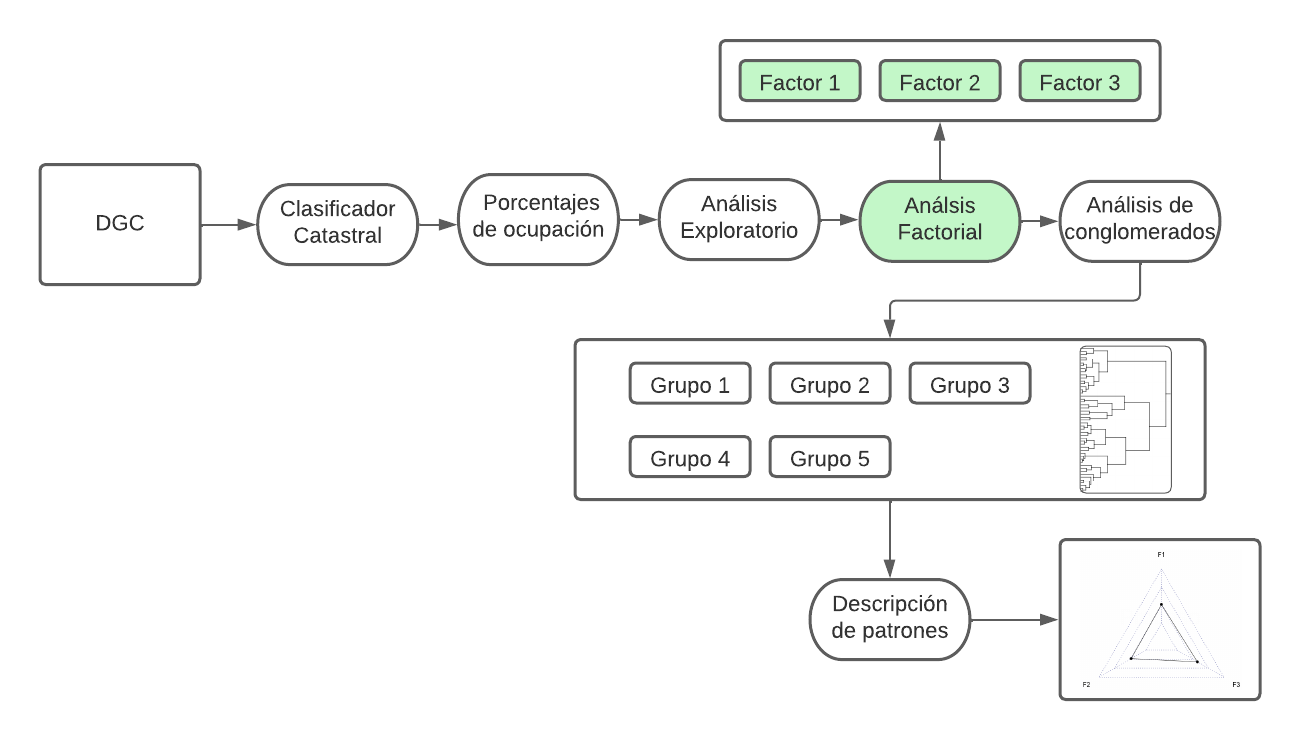 Factor 1
Factor 2
Factor 3
DGC
Clasificador
Catastral
Porcentajes
de ocupación
Análisis
Exploratorio
Análsis
Factorial
Análisis de
conglomerados
Grupo 1
Grupo 2
Grupo 3
Grupo 4
Grupo 5
Descripción
de patrones
F1
F2
F3